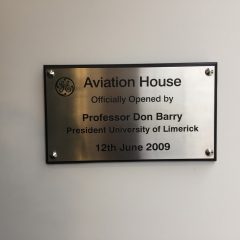 Aviation House
Officially Opened by
Professor Don Barry
President University of Limerick
12th June 2009